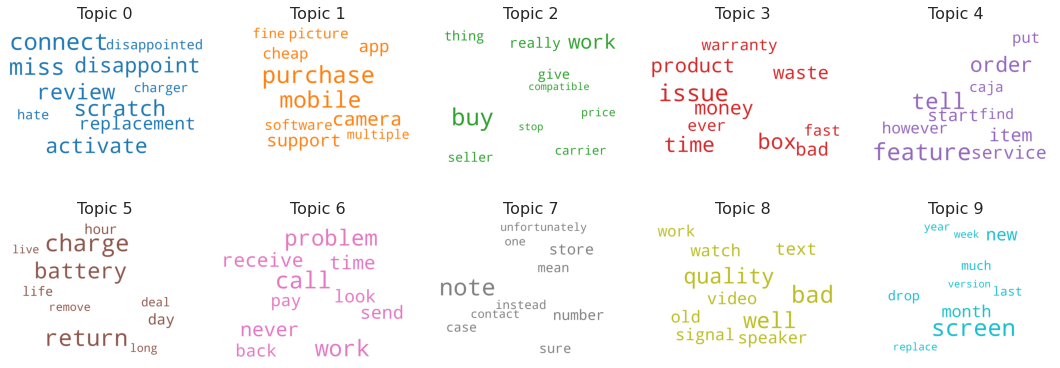 Topic 0
connect
disappointed
miss
disappoint
review
charger
scratch
hate
replacement
activate
Topic 1
fine
picture
app
cheap
purchase
mobile
camera
software
multiple
support
Topic 2
thing
really
work
give
compatible
buy
price
stop
seller
carrier
Topic 3
warranty
product
waste
issue
money
ever
fast
time
box
bad
Topic 4
put
order
caja
tell
start
find
however
item
feature
service
Topic 5
hour
live
charge
battery
life
remove
deal
day
return
long
Topic 6
problem
receive
time
call
pay
look
send
never
back
work
Topic 7
unfortunately
one
store
mean
note
instead
contact
number
case
sure
Topic 8
work
watch
text
quality
video
bad
old
well
signal
speaker
Topic 9
year
week
new
much
version
drop
last
month
screen
replace